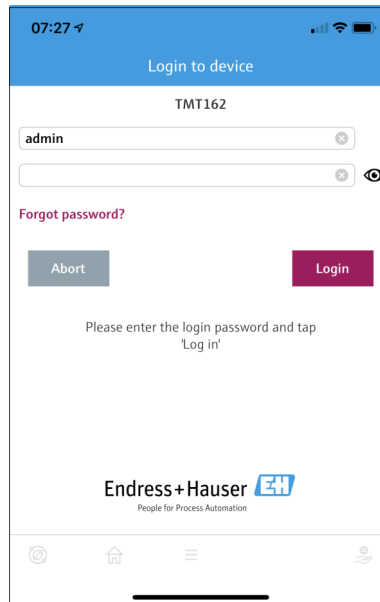 07:27
Login to device
TMT162
admin
Forgot password?
Abort
Login
Please enter the login password and tap
'Log in'
Endress+Hauser EH
People for Process Automation